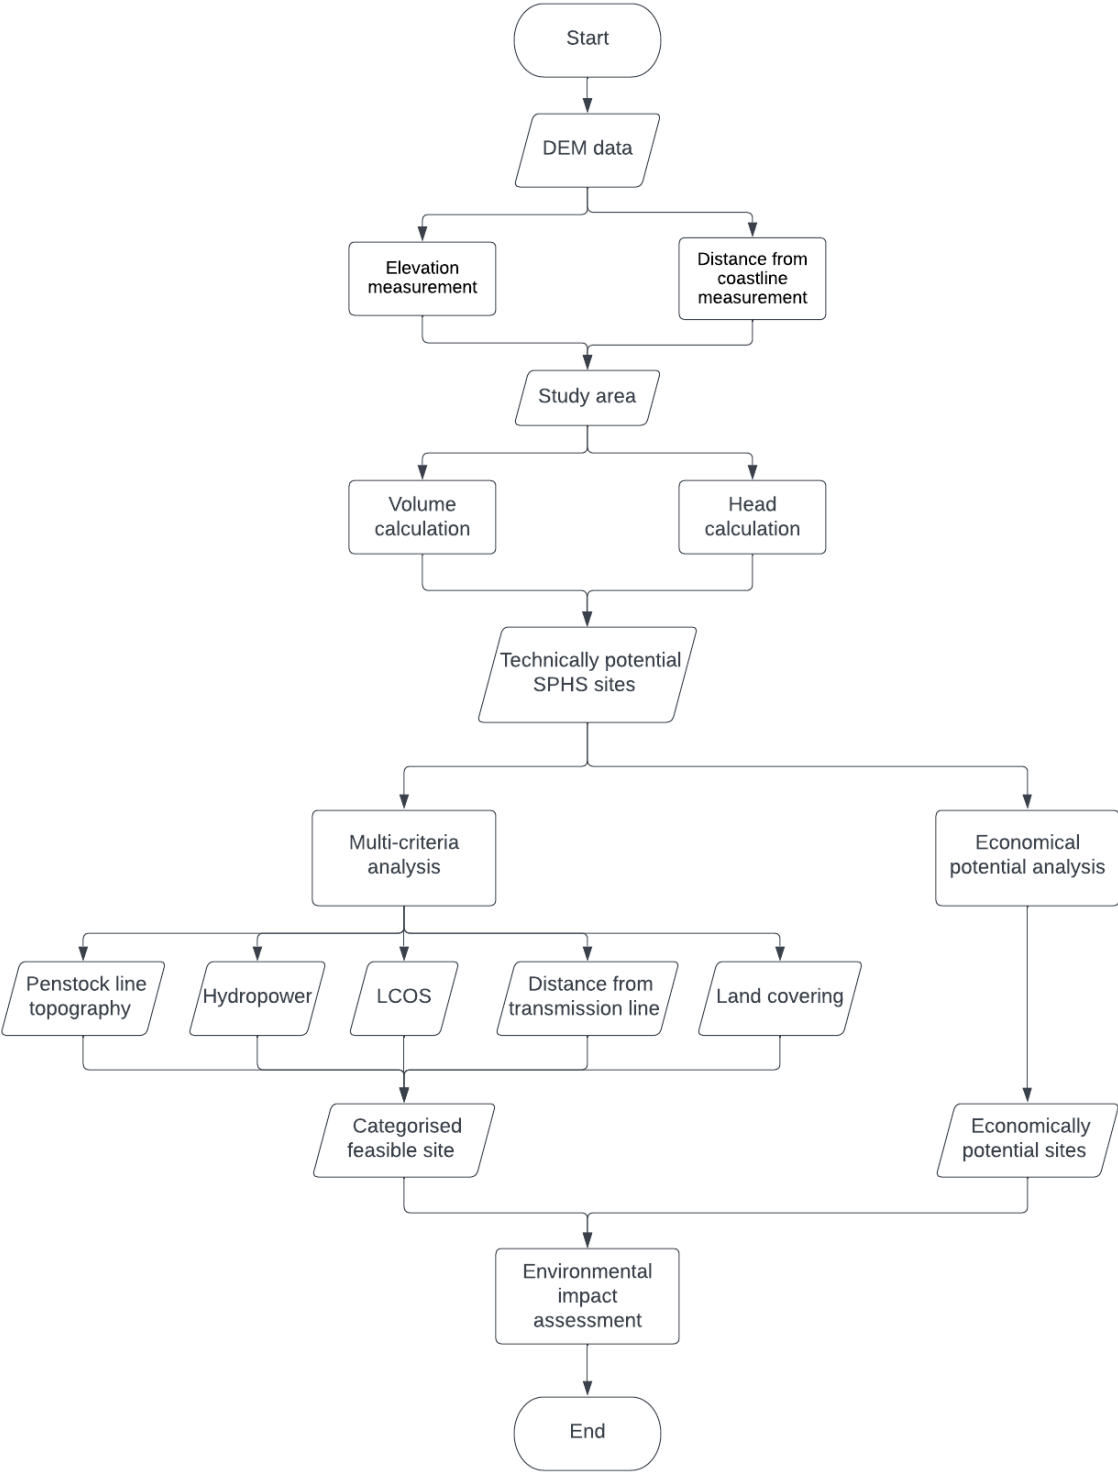 Start
DEM data
Elevation
measurement
Distance from
coastline
measurement
Study area
Volume
calculation
Head
calculation
Technically potential
SPHS sites
Multi-criteria
analysis
Economical
potential analysis
Penstock line
topography
Hydropower
LCOS
Distance from
transmission line
Land covering
Categorised
feasible site
Economically
potential sites
Environmental
impact
assessment
End